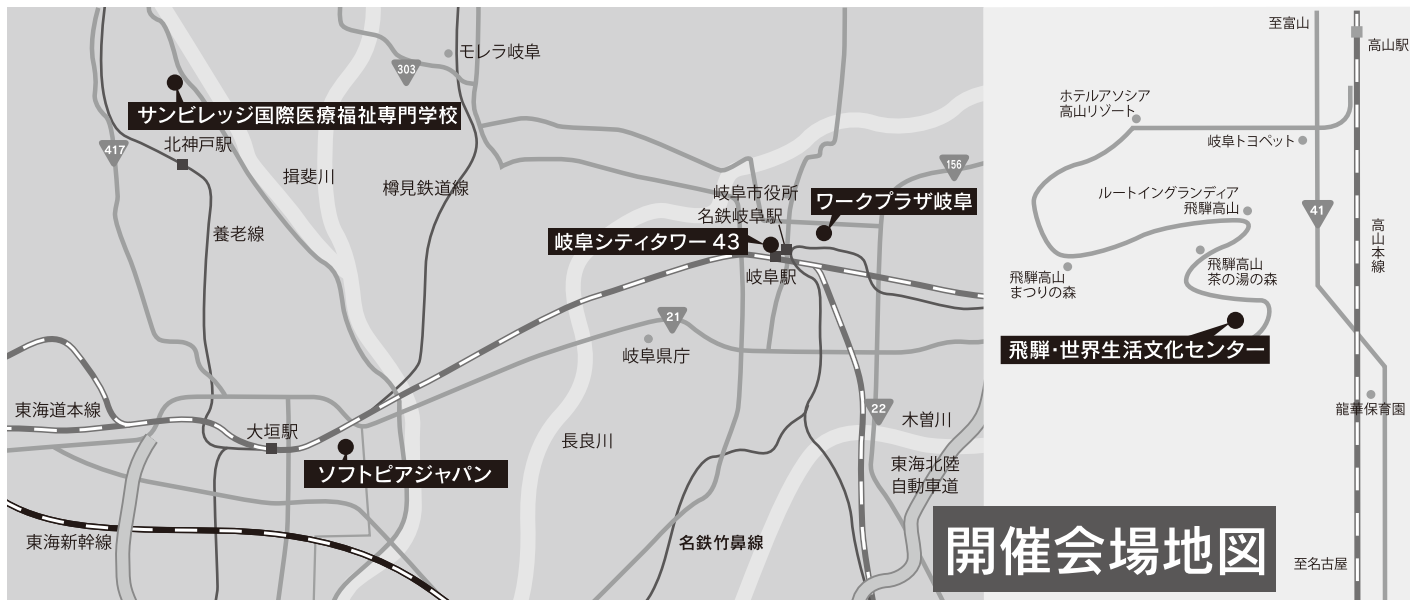 至富山
高山駅
モレラ岐阜
303
サンビレッジ国際医療福祉専門学校
北神戸駅
417
揖斐川
樽見鉄道線
養老線
156
岐阜市役所
ワークプラザ岐阜
名鉄岐阜駅
岐阜シティタワー 43
岐阜駅
21
岐阜県庁
東海道本線
大垣駅
ソフトピアジャパン
長良川
22
木曽川
東海北陸
自動車道
東海新幹線
名鉄竹鼻線
ホテルアソシア
高山リゾート
岐阜トヨペット
ルートイングランディア
飛騨高山
41
高山本線
飛騨高山
茶の湯の森
飛騨高山
まつりの森
飛騨・世界生活文化センター
龍華保育園
至名古屋
開催会場地図